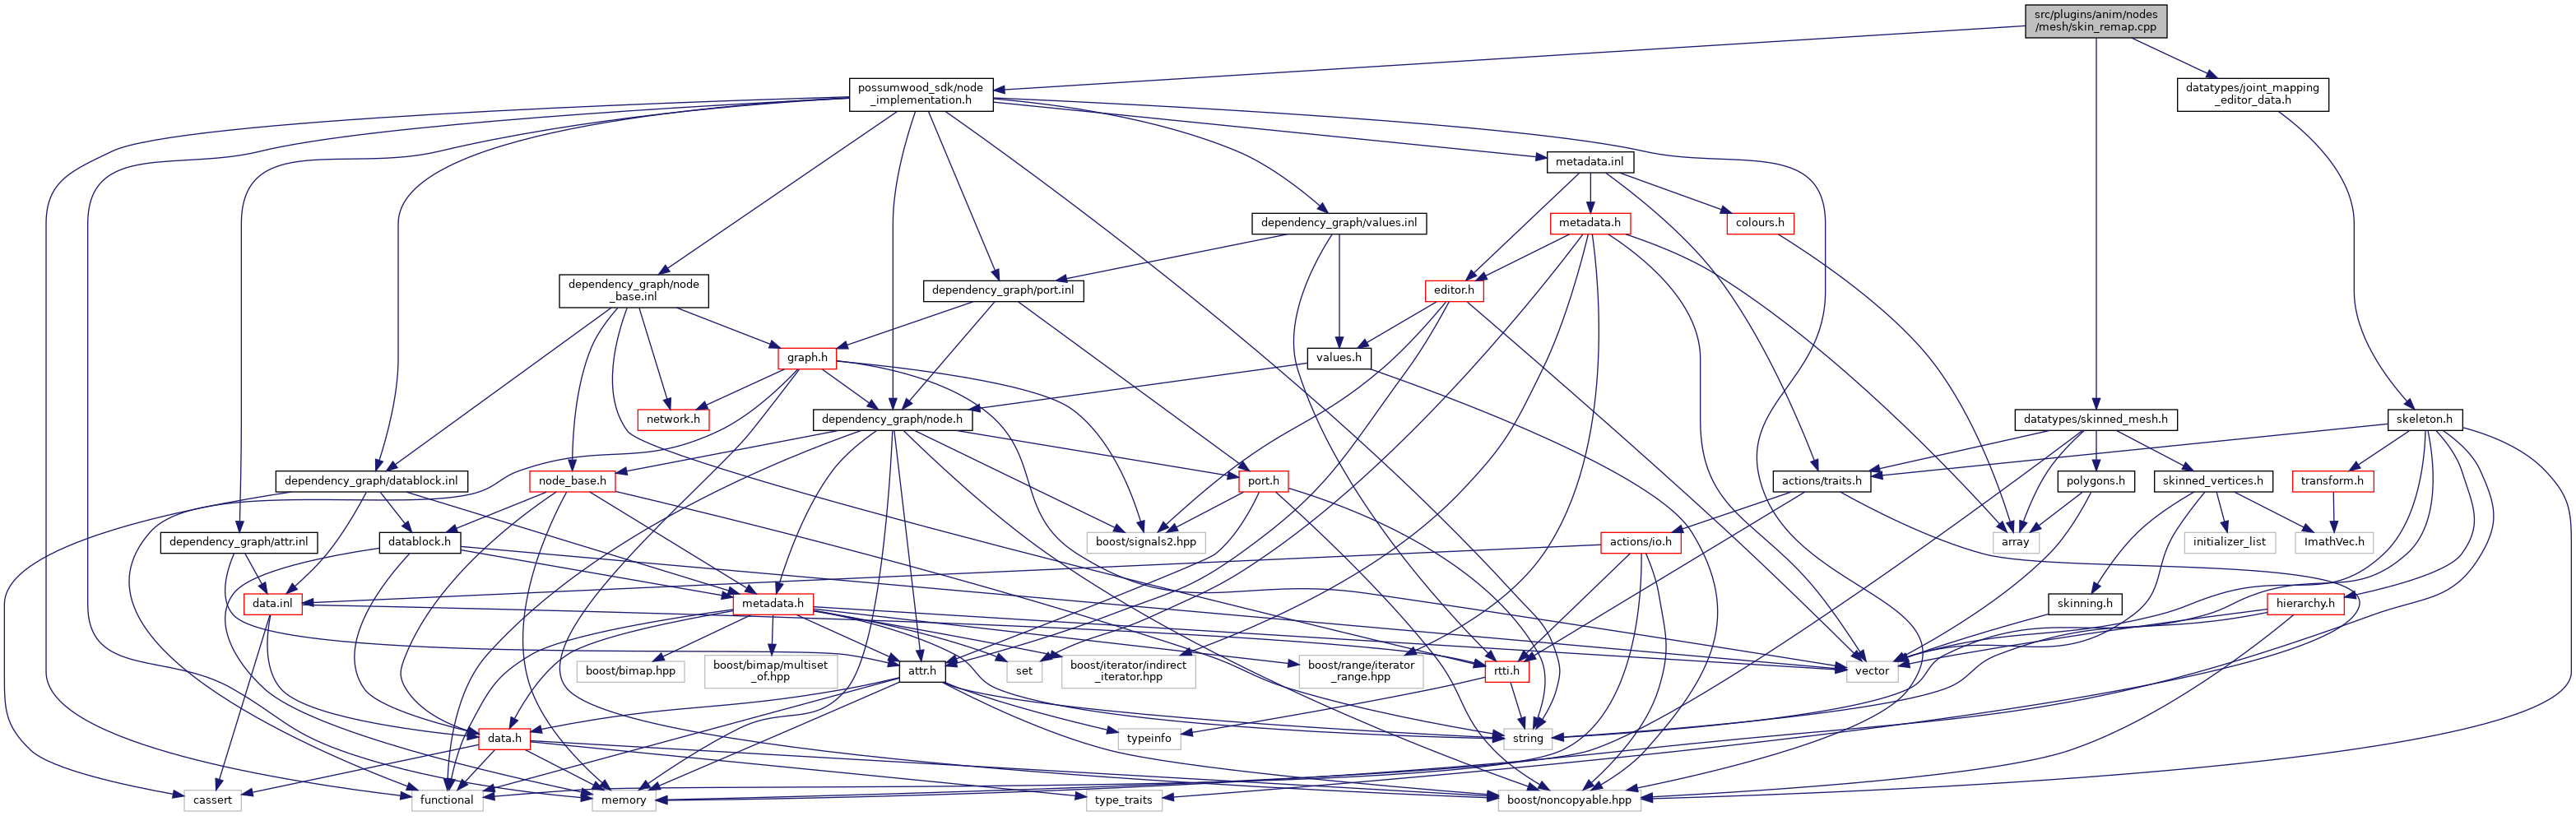 src/plugins/anim/nodes
/mesh/skin_remap.cpp
possumwood_sdk/node
_implementation.h
datatypes/joint_mapping
_editor_data.h
metadata.inl
dependency_graph/values.inl
metadata.h
colours.h
dependency_graph/node
_base.inl
dependency_graph/port.inl
editor.h
graph.h
values.h
network.h
dependency_graph/node.h
datatypes/skinned_mesh.h
skeleton.h
dependency_graph/datablock.inl
node_base.h
port.h
actions/traits.h
polygons.h
skinned_vertices.h
transform.h
dependency_graph/attr.inl
datablock.h
boost/signals2.hpp
actions/io.h
array
initializer_list
ImathVec.h
data.inl
metadata.h
skinning.h
hierarchy.h
boost/bimap.hpp
boost/bimap/multiset
_of.hpp
attr.h
set
boost/iterator/indirect
_iterator.hpp
boost/range/iterator
_range.hpp
rtti.h
vector
data.h
typeinfo
string
cassert
functional
memory
type_traits
boost/noncopyable.hpp